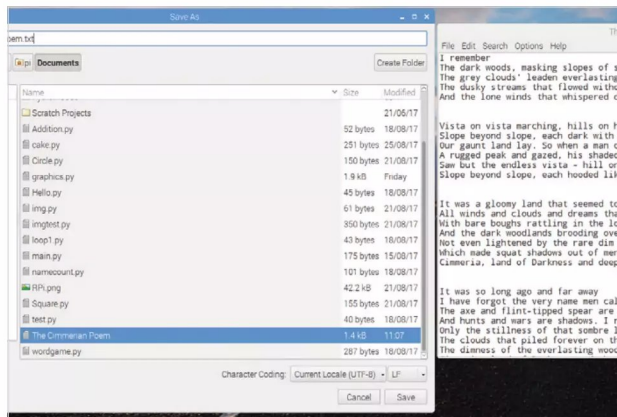 Save As
oem.txt
pi Documents Create Folder
Name Size Modified
Scratch Projects 21/06/17
Addition.py 52 bytes 18/08/17
cake.py 251 bytes 25/08/17
Circle.py 150 bytes 21/08/17
graphics.py 1.9 kB Friday
Hello.py 45 bytes 18/08/17
img.py 61 bytes 21/08/17
imgtest.py 350 bytes 21/08/17
loop1.py 43 bytes 18/08/17
main.py 175 bytes 15/08/17
namecount.py 101 bytes 18/08/17
RPi.png 42.2 kB 21/08/17
Square.py 155 bytes 21/08/17
test.py 40 bytes 18/08/17
The Cimmerian Poem 1.4 kB 11:07
wordgame.py 287 bytes 18/08/17
Character Coding: Current Locale (UTF-8) LF
Cancel Save
File Edit Search Options Help
I remember
The dark woods, masking slopes of
The grey clouds' leaden everlasting
The dusky streams that flowed
And the lone winds that whispered
Vista on vista marching, hills on
Slope beyond slope, each dark with
Our gaunt land lay. So when a man
A rugged peak and gazed, his
Saw but the endless vista - hill on
Slope beyond slope, each hooded
It was a gloomy land that seemed to
All winds and clouds and dreams
With bare boughs rattling in the
And the dark woodlands brooding
Not even lightened by the rare dim
Which made squat shadows out of
Cimmeria, land of Darkness and
It was so long ago and far away
I have forgot the very name men
The axe and flint-tipped spear are
And hunts and wars are shadows. I
Only the stillness of that sombre
The clouds that piled forever on
The dimness of the everlasting